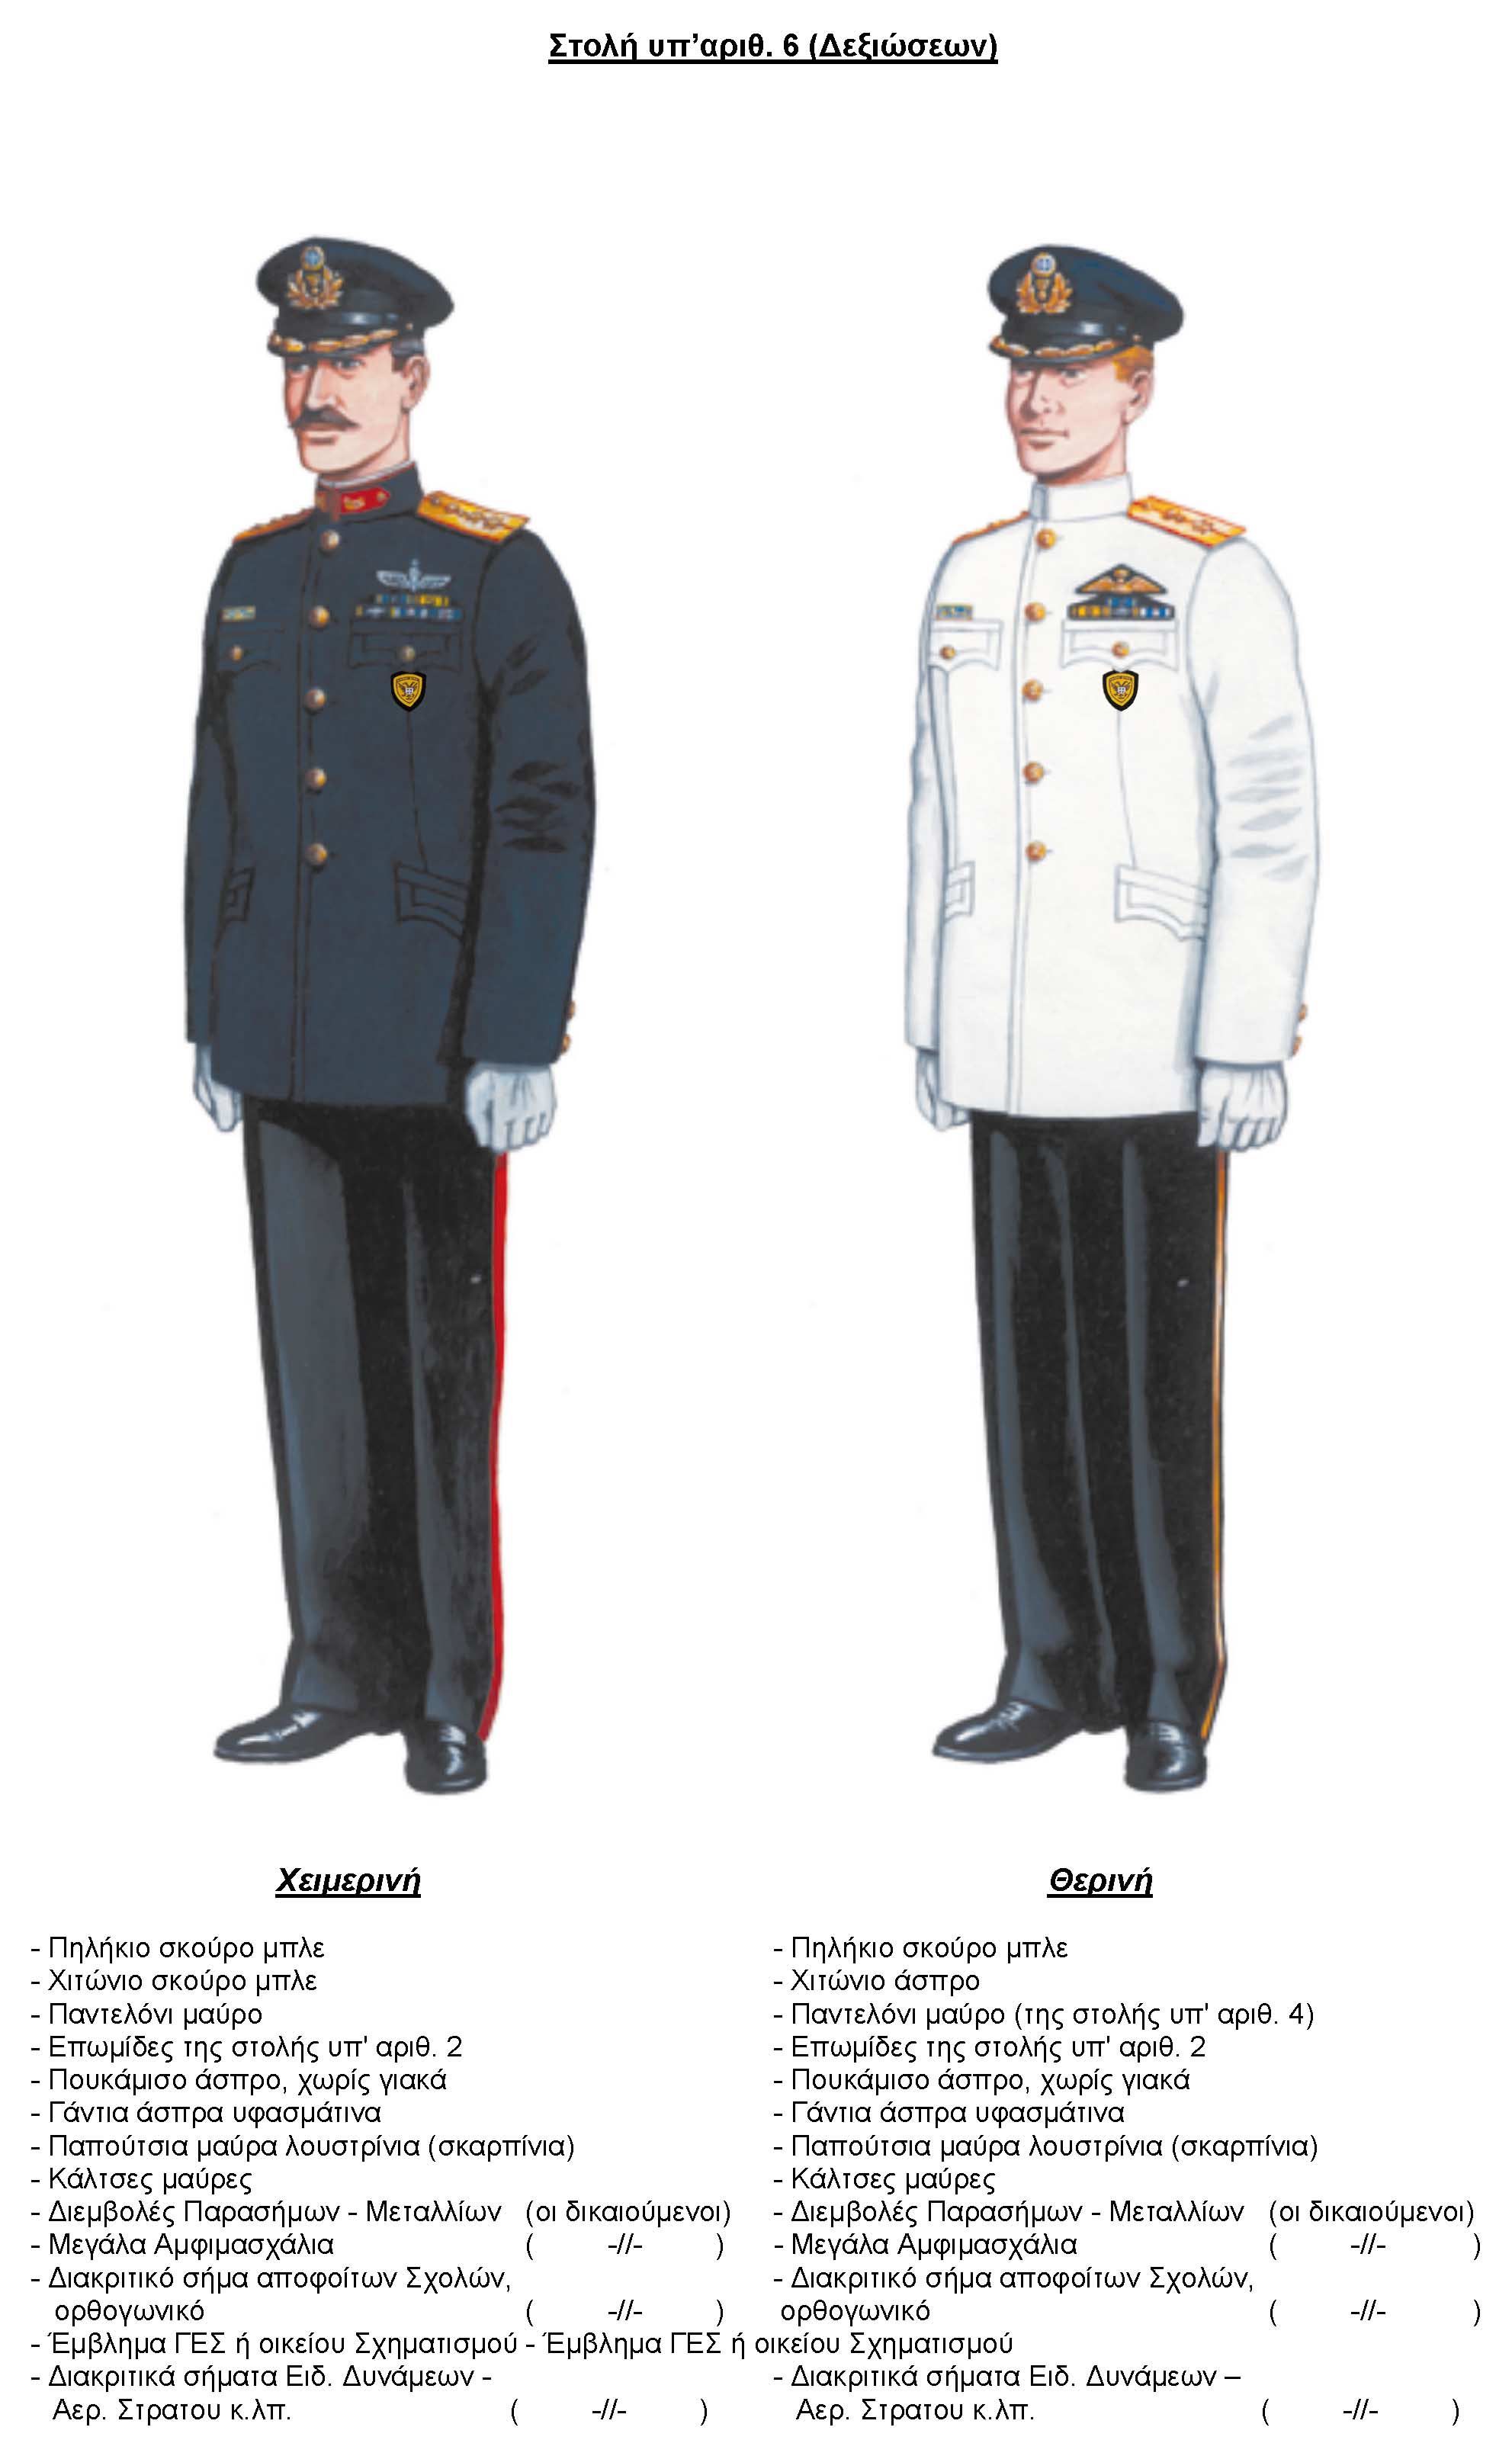 Στολή υπ’αριθ. 6 (Δεξιώσεων)
Χειμερινή
- Πηλήκιο σκούρο μπλε
- Χιτώνιο σκούρο μπλε
- Παντελόνι μαύρο
- Επωμίδες της στολής υπ' αριθ. 2
- Πουκάμισο άσπρο, χωρίς γιακά
- Γάντια άσπρα υφασμάτινα
- Παπούτσια μαύρα λουστρίνια (σκαρπίνια)
- Κάλτσες μαύρες
- Διεμβολές Παρασήμων - Μεταλλίων (οι δικαιούμενοι)
- Μεγάλα Αμφιμασχάλια ( -//- )
- Διακριτικό σήμα αποφοίτων Σχολών,
ορθογωνικό ( -//- )
- Έμβλημα ΓΕΣ ή οικείου Σχηματισμού - Έμβλημα ΓΕΣ ή οικείου Σχηματισμού
- Διακριτικά σήματα Ειδ. Δυνάμεων -
Αερ. Στρατου κ.λπ. ( -//- )
Θερινή
- Πηλήκιο σκούρο μπλε
- Χιτώνιο άσπρο
- Παντελόνι μαύρο (της στολής υπ' αριθ. 4)
- Επωμίδες της στολής υπ' αριθ. 2
- Πουκάμισο άσπρο, χωρίς γιακά
- Γάντια άσπρα υφασμάτινα
- Παπούτσια μαύρα λουστρίνια (σκαρπίνια)
- Κάλτσες μαύρες
- Διεμβολές Παρασήμων - Μεταλλίων (οι δικαιούμενοι)
- Μεγάλα Αμφιμασχάλια ( -//- )
- Διακριτικό σήμα αποφοίτων Σχολών,
ορθογωνικό ( -//- )
- Διακριτικά σήματα Ειδ. Δυνάμεων –
Αερ. Στρατου κ.λπ. ( -//- )